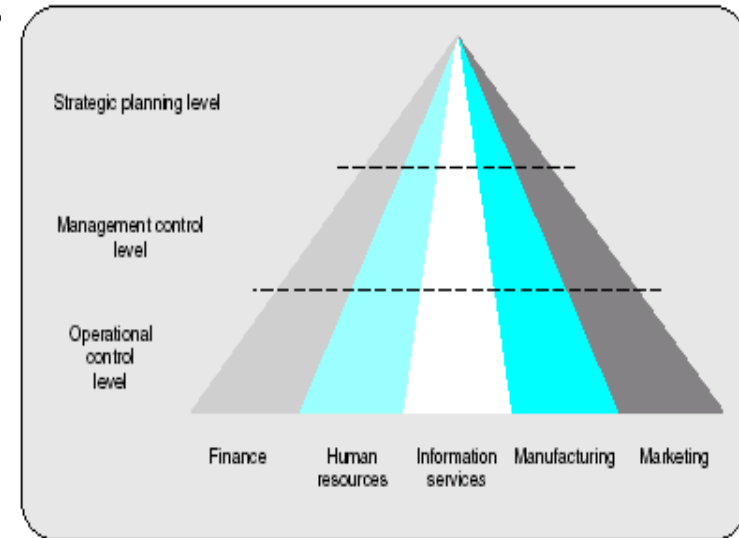 Strategic planning level
Management control
level
Operational
control
level
Finance
Human
resources
Information
services
Manufacturing
Marketing